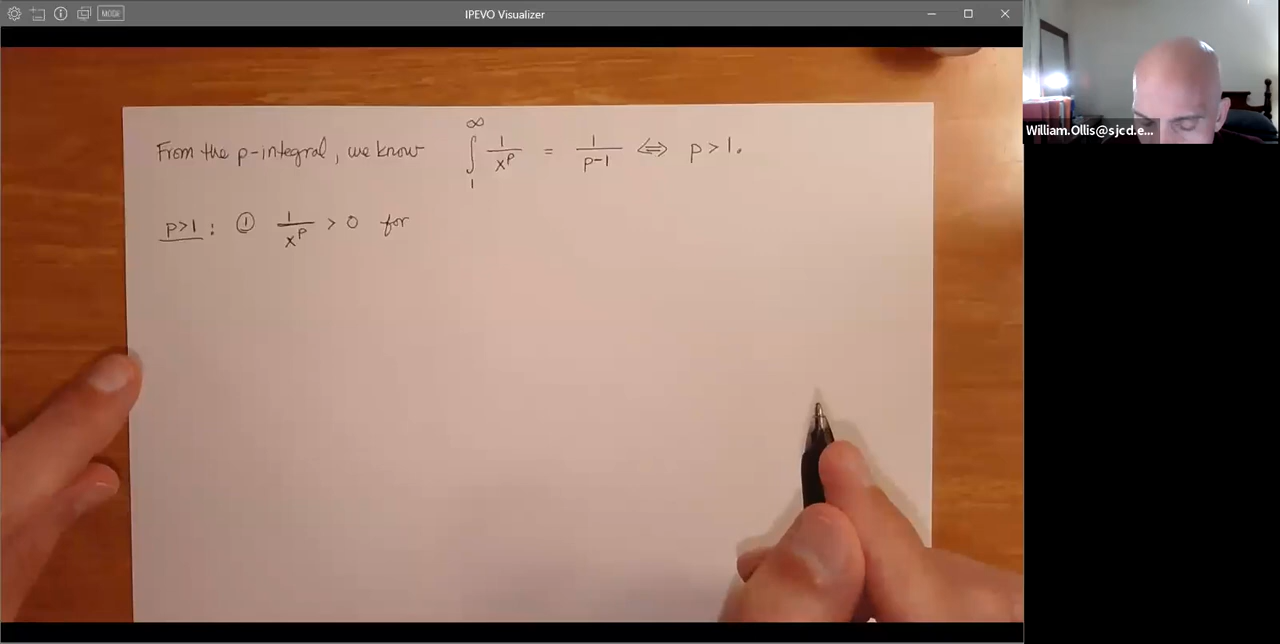 MODE
IPEVO Visualizer
From the p-integral, we know ∫₁^∞ 1/x^p = 1/(p-1) ⇔ p > 1.
p>1 : ① 1/x^p > 0 for
William.Ollis@sjcd.e...